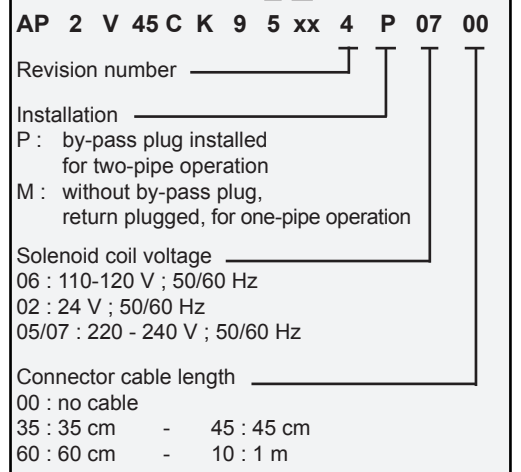 AP 2 V 45 C K 9 5 xx 4 P 07 00
Revision number
Installation
P : by-pass plug installed
for two-pipe operation
M : without by-pass plug,
return plugged, for one-pipe operation
Solenoid coil voltage
06 : 110-120 V ; 50/60 Hz
02 : 24 V ; 50/60 Hz
05/07 : 220 - 240 V ; 50/60 Hz
Connector cable length
00 : no cable
35 : 35 cm - 45 : 45 cm
60 : 60 cm - 10 : 1 m